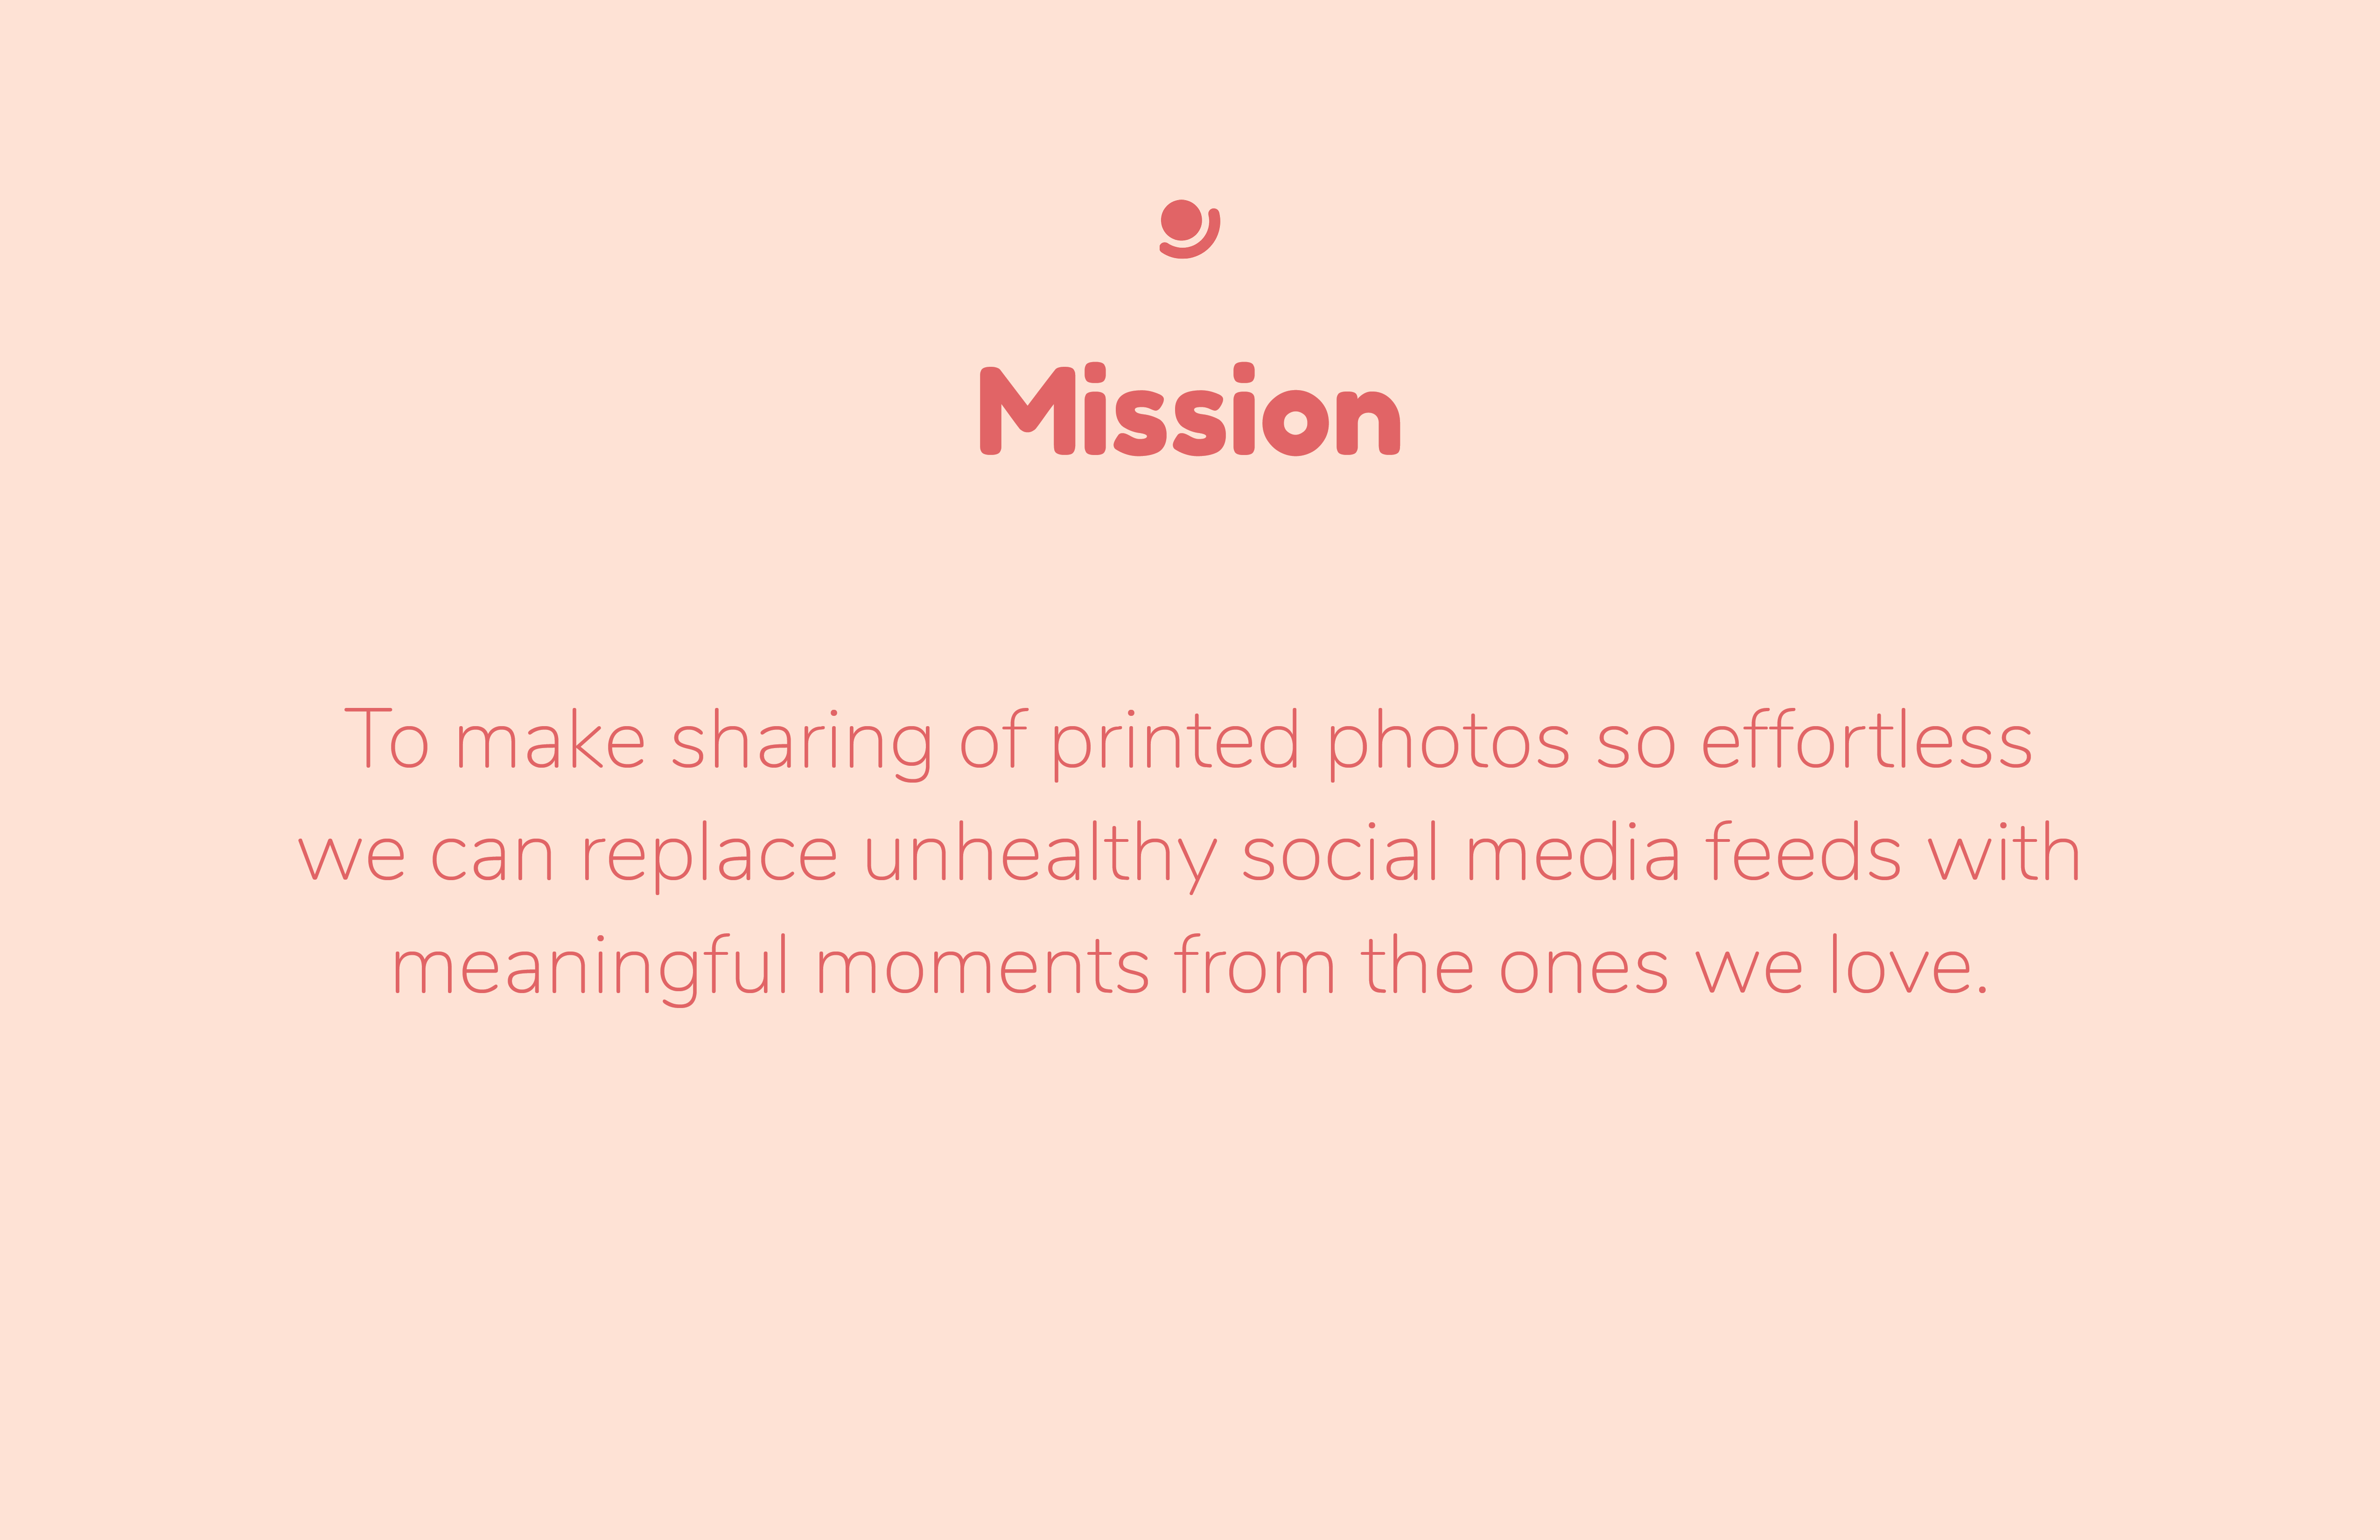 Mission
To make sharing of printed photos so effortless
we can replace unhealthy social media feeds with
meaningful moments from the ones we love.